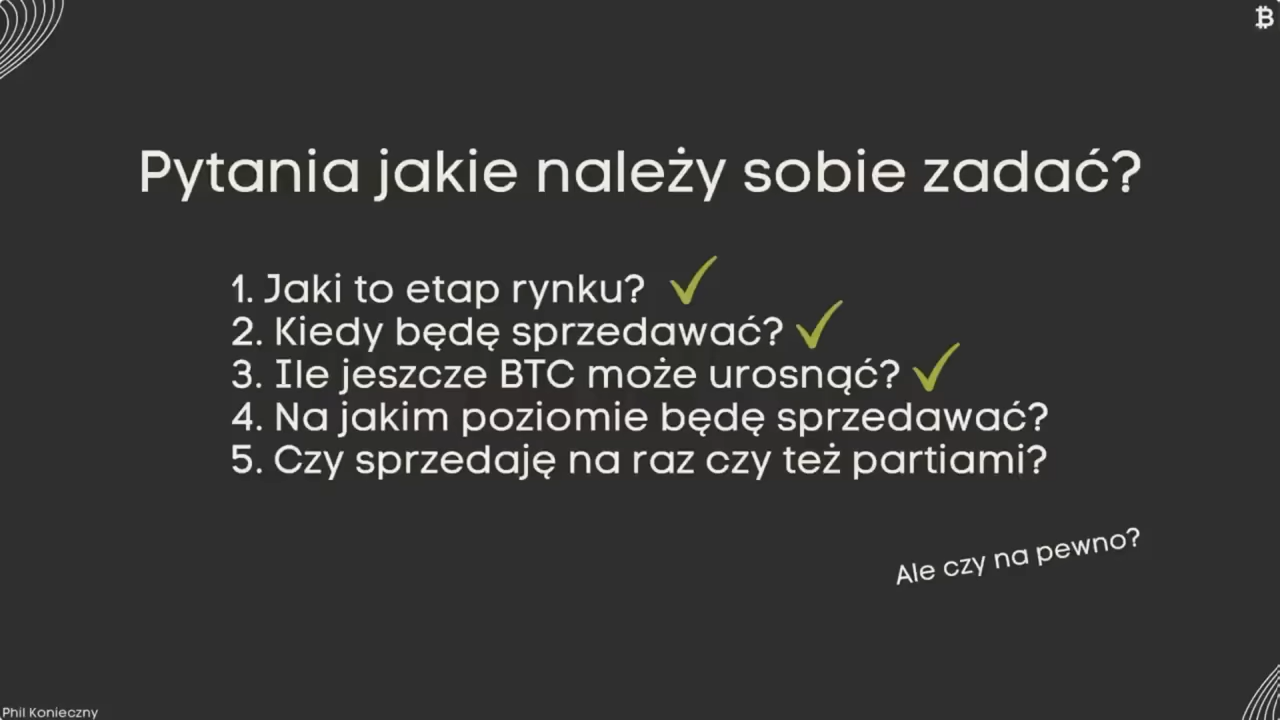 Pytania jakie należy sobie zadać?
1. Jaki to etap rynku?
2. Kiedy będę sprzedawać?
3. Ile jeszcze BTC może urosnąć?
4. Na jakim poziomie będę sprzedawać?
5. Czy sprzedaję na raz czy też partiami?
Ale czy na pewno?
Phil Konieczny